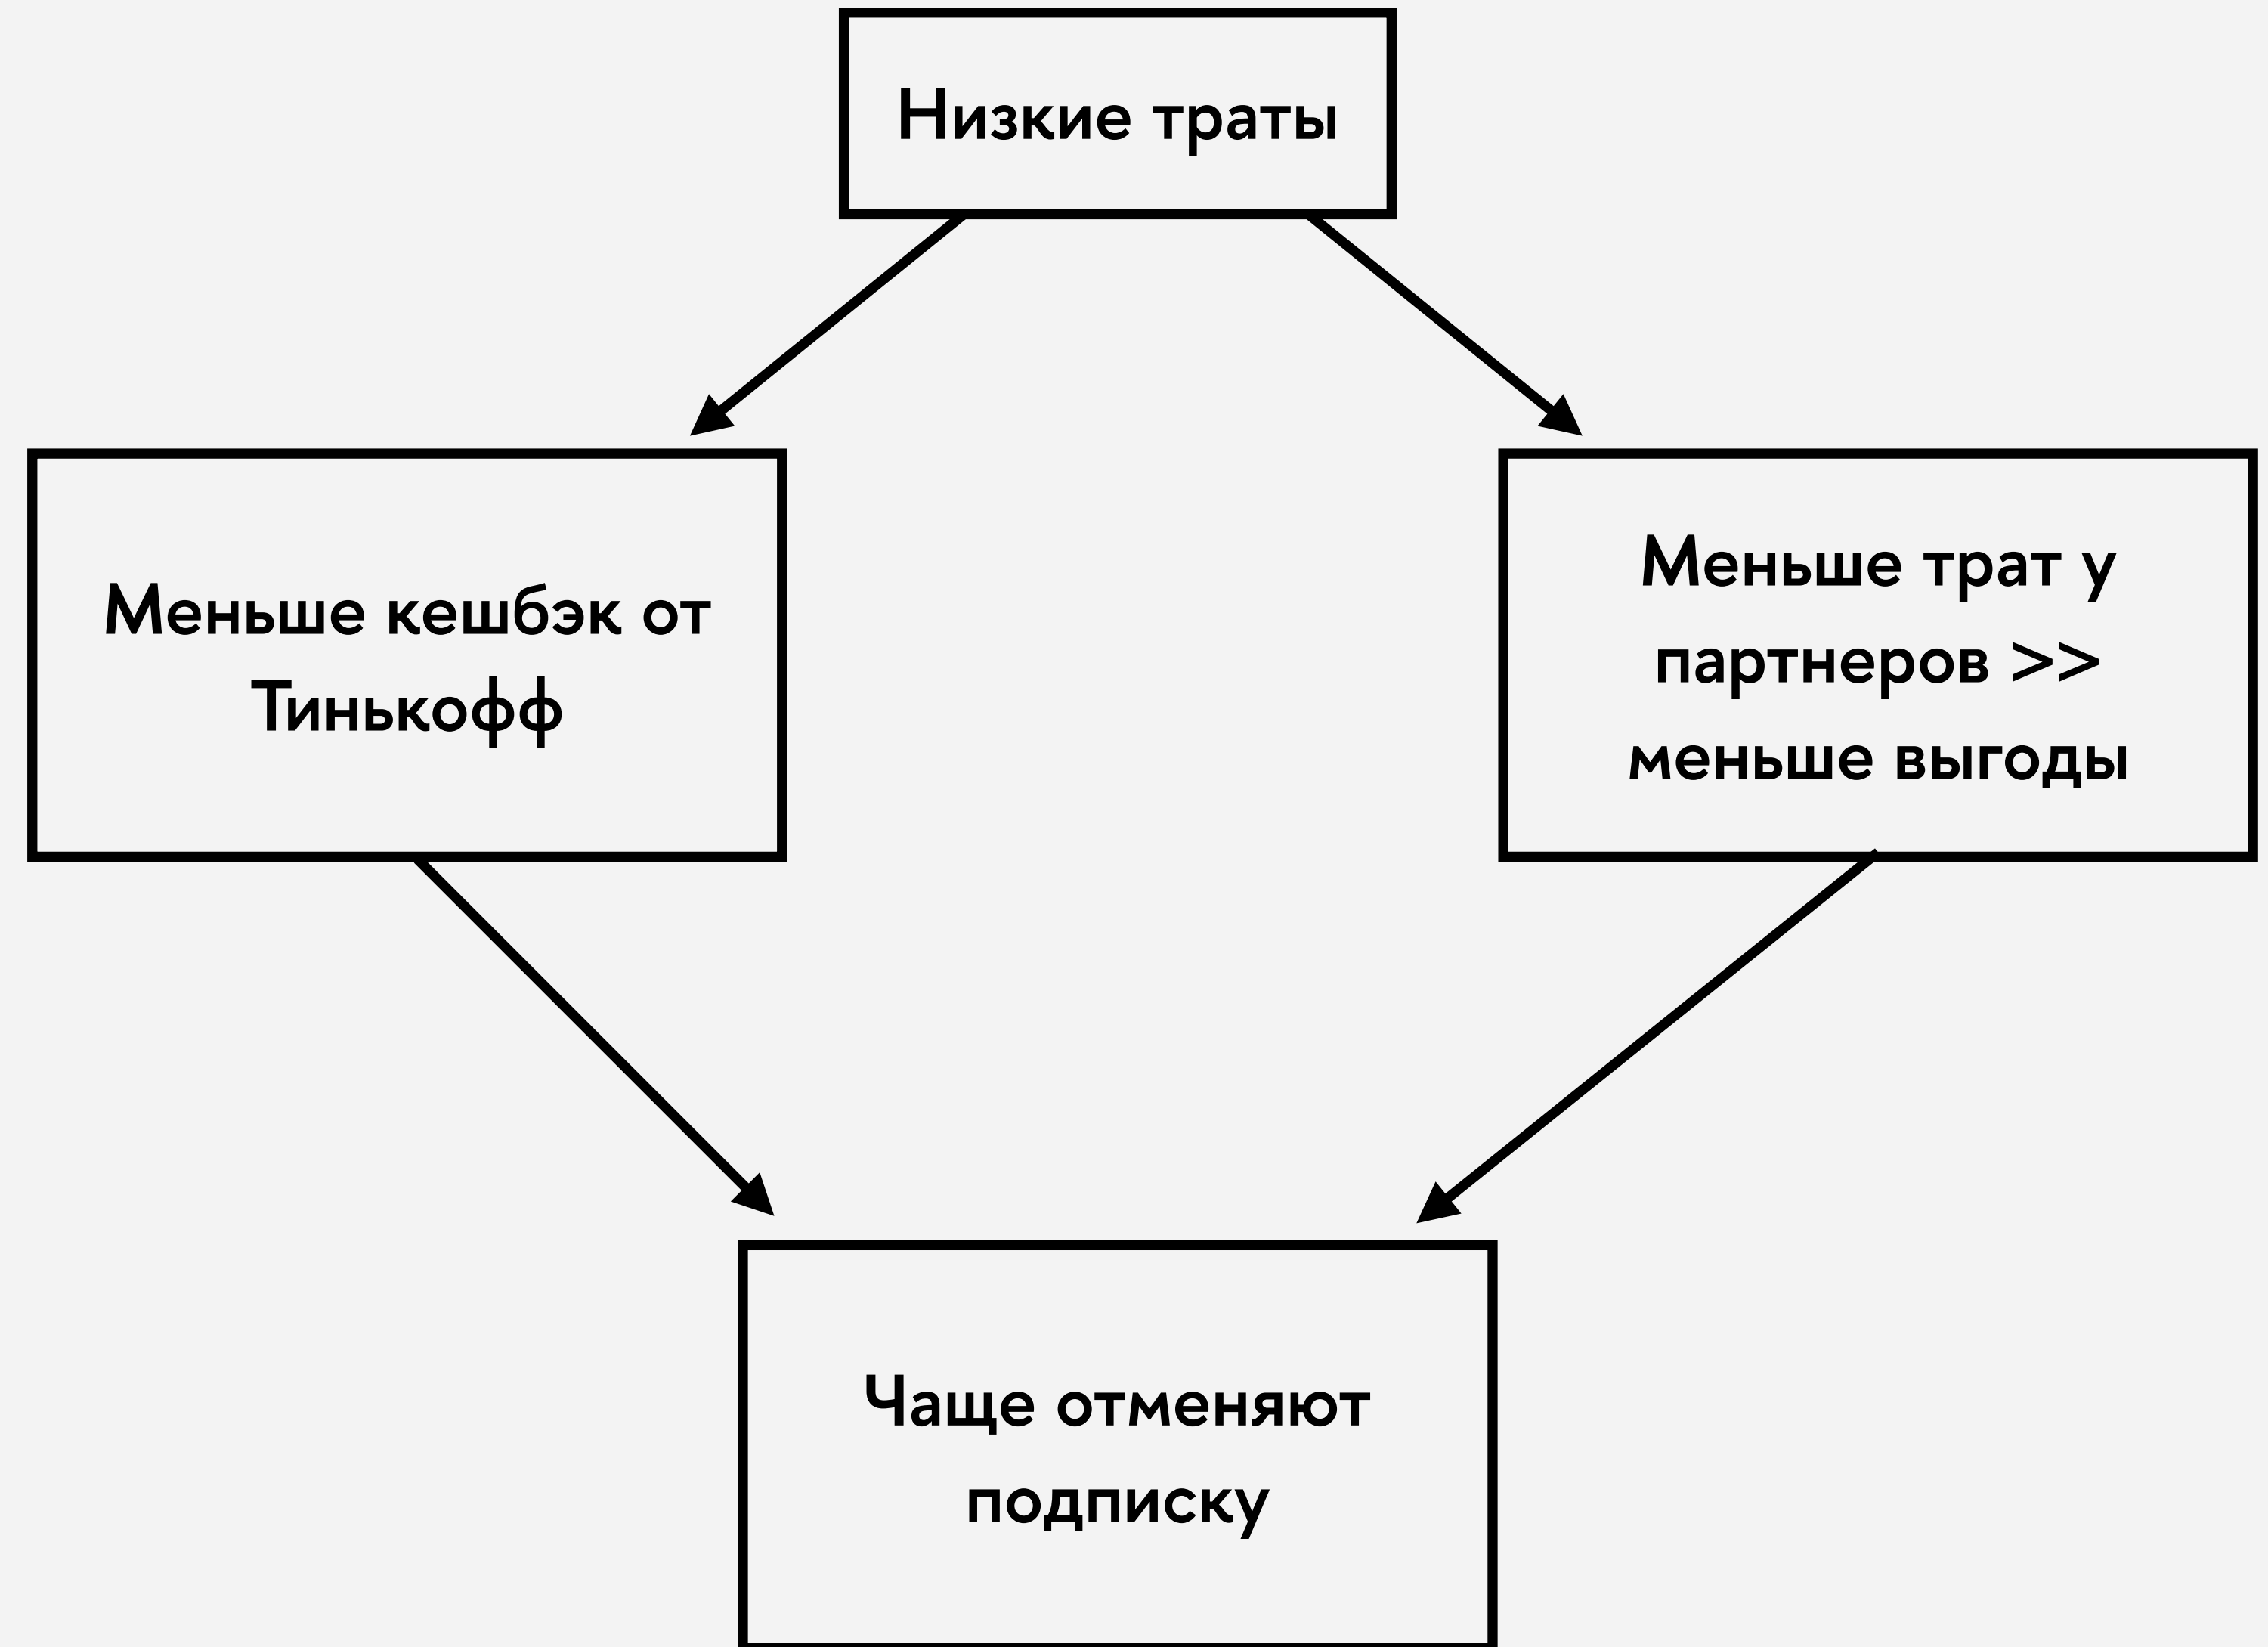 Низкие траты
Меньше кешбэк от
Тинькофф
Меньше трат у
партнеров >>
меньше выгоды
Чаще отменяют
подписку